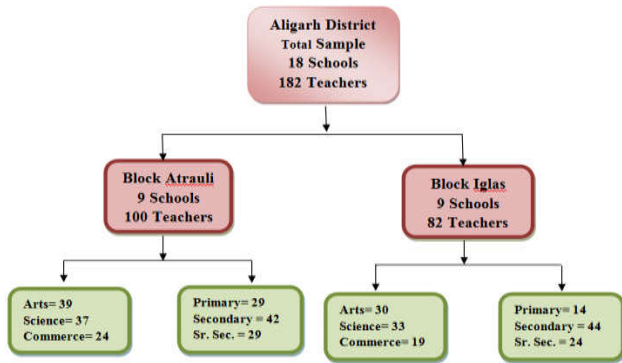 Aligarh District
Total Sample
18 Schools
182 Teachers
Block Atrauli
9 Schools
100 Teachers
Block Iglas
9 Schools
82 Teachers
Arts= 39
Science= 37
Commerce= 24
Primary= 29
Secondary= 42
Sr. Sec. = 29
Arts= 30
Science= 33
Commerce= 19
Primary= 14
Secondary= 44
Sr. Sec. = 24